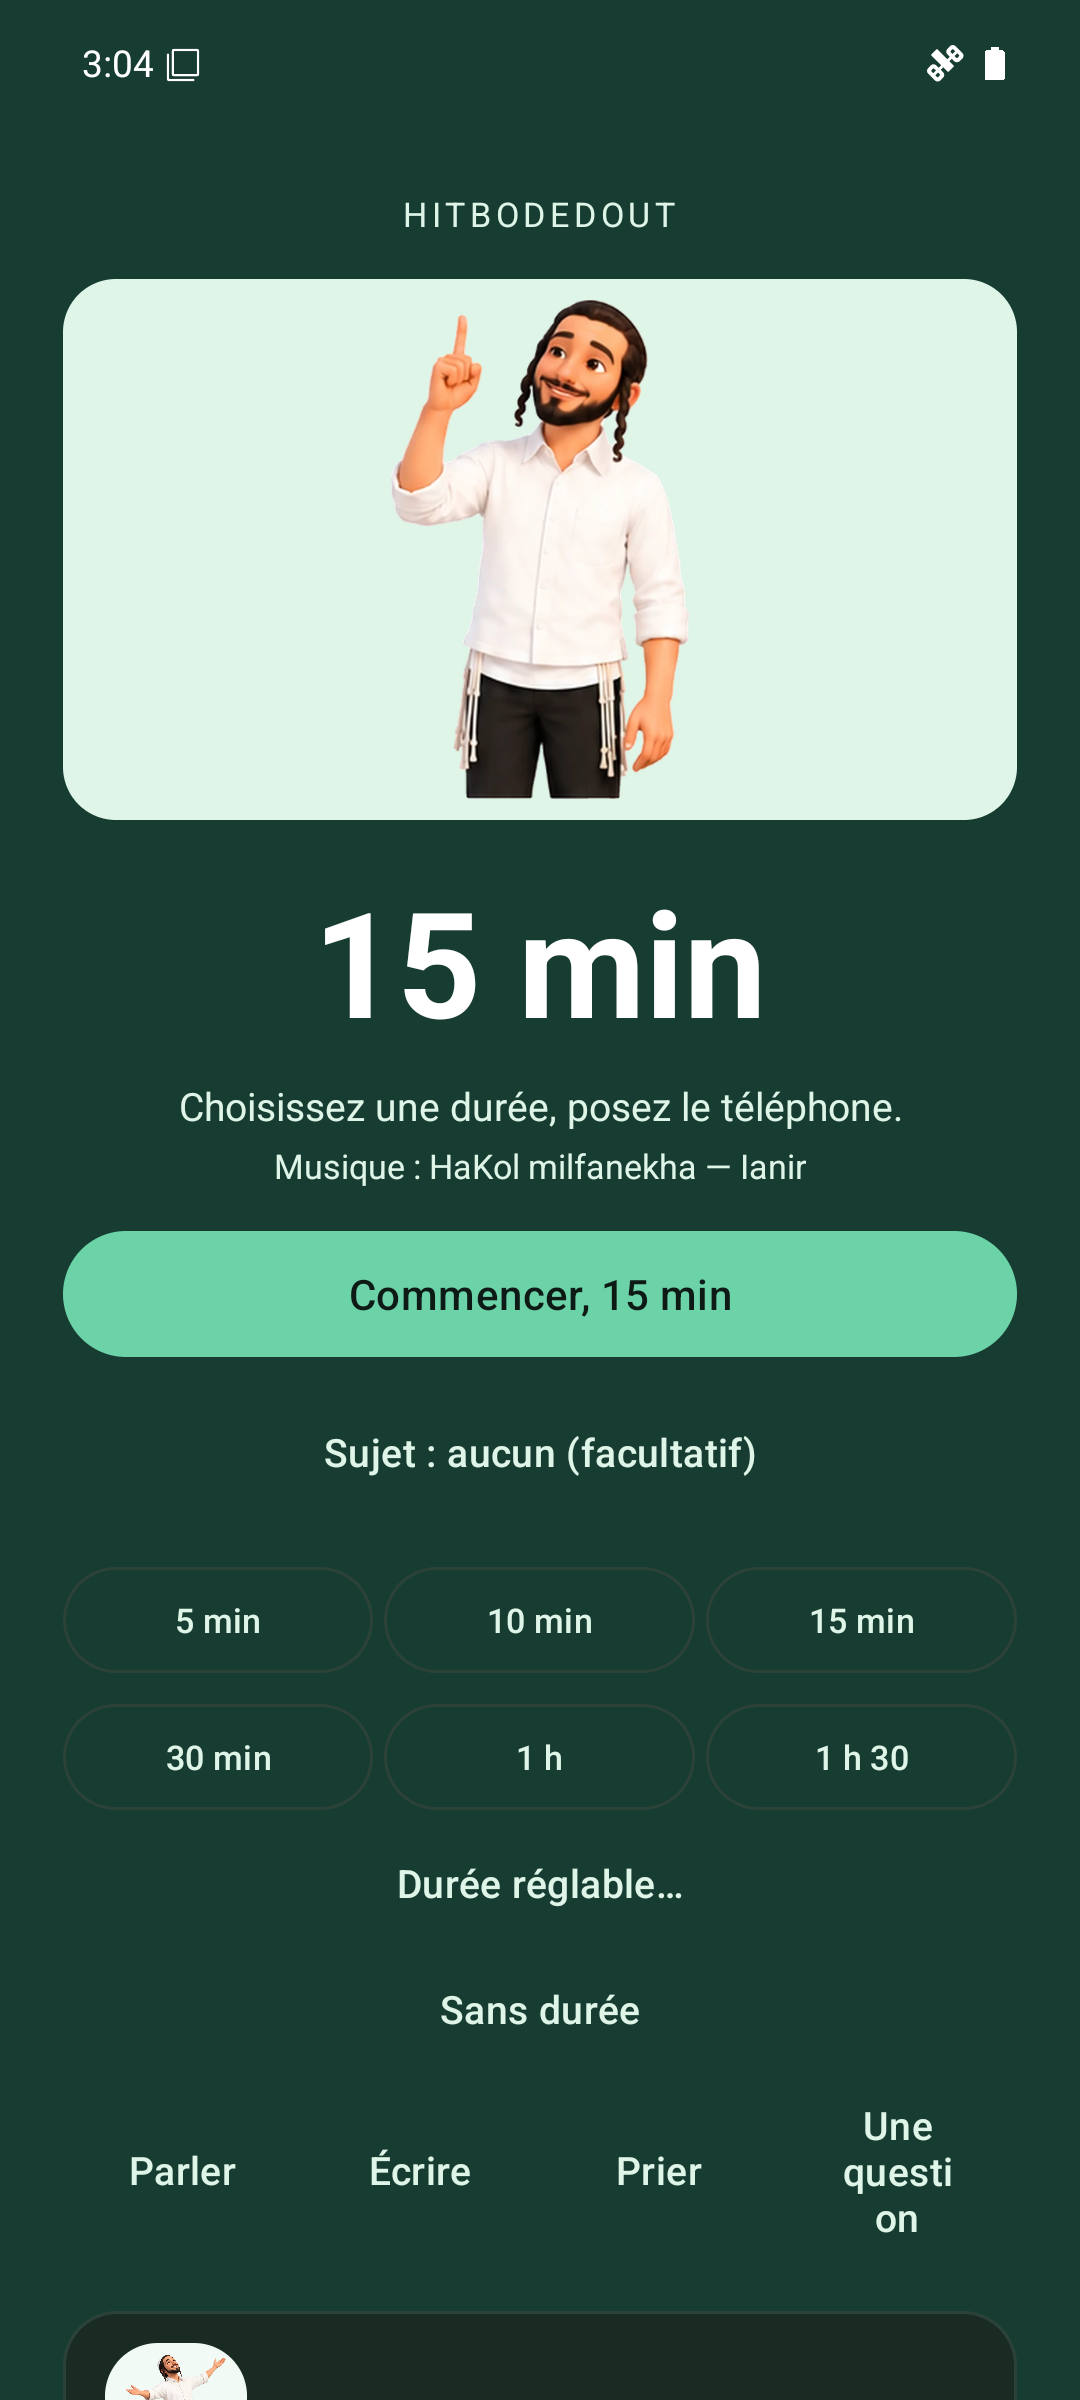 3:04
HITBODEDOUT
15 min
Choisissez une durée, posez le téléphone.
Musique : HaKol milfanekha — Ianir
Commencer, 15 min
Sujet : aucun (facultatif)
5 min
10 min
15 min
30 min
1 h
1 h 30
Durée réglable…
Sans durée
Parler
Écrire
Prier
Une
questi
on